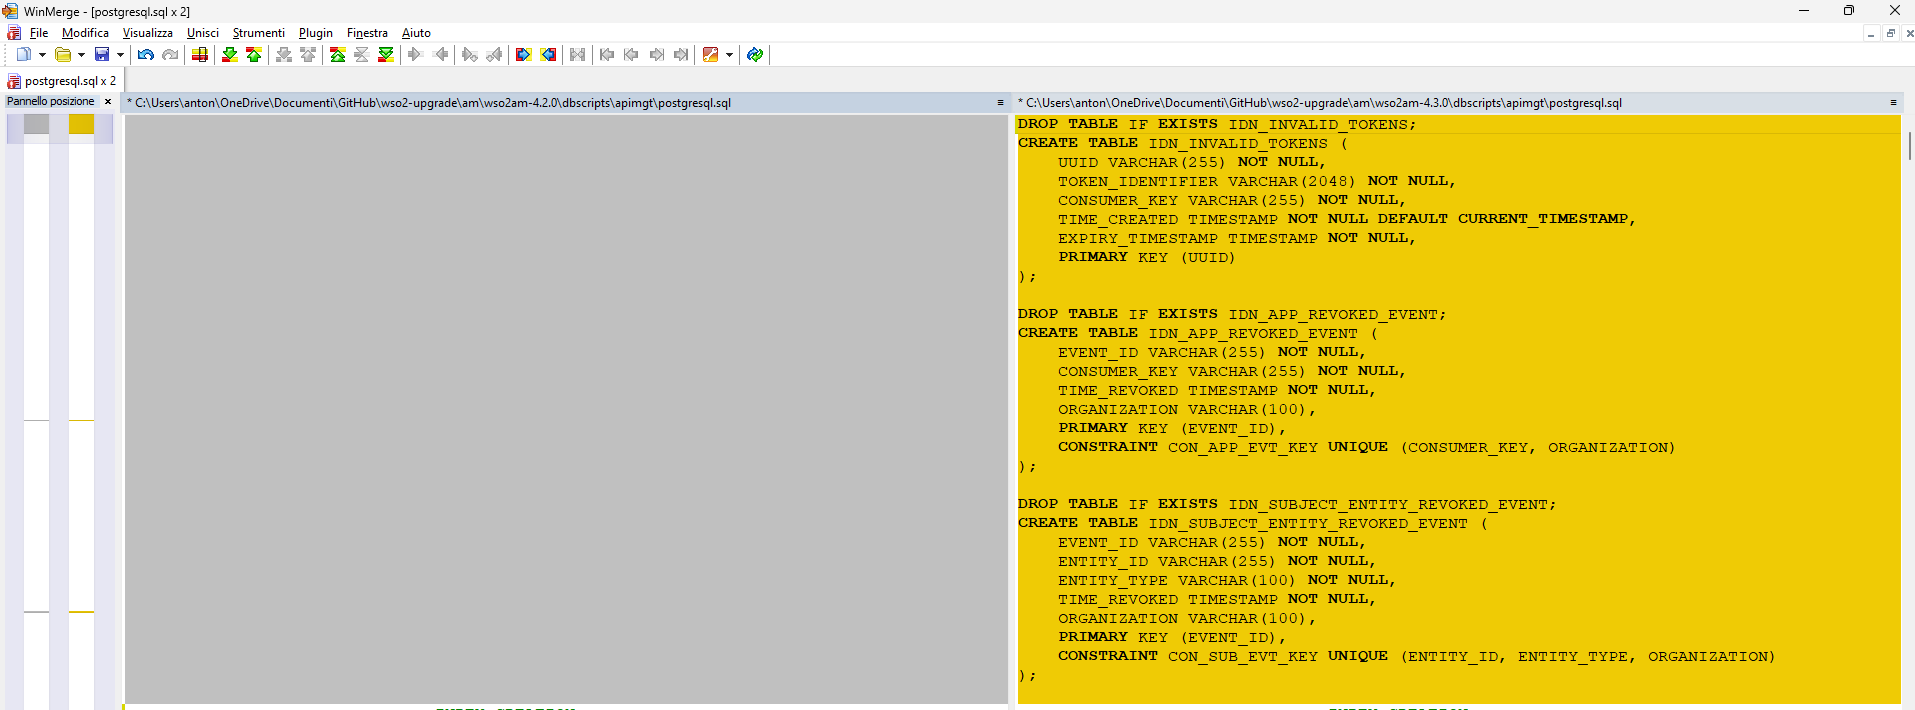 WinMerge - [postgresql.sql x 2]
File Modifica Visualizza Unisci Strumenti Plugin Finestra Aiuto
postgresql.sql x 2
Pannello posizione
* C:\Users\anton\OneDrive\Documenti\GitHub\wso2-upgrade\am\wso2am-4.2.0\dbscripts\apimgt\postgresql.sql
* C:\Users\anton\OneDrive\Documenti\GitHub\wso2-upgrade\am\wso2am-4.3.0\dbscripts\apimgt\postgresql.sql
DROP TABLE IF EXISTS IDN_INVALID_TOKENS;
CREATE TABLE IDN_INVALID_TOKENS (
UUID VARCHAR(255) NOT NULL,
TOKEN_IDENTIFIER VARCHAR(2048) NOT NULL,
CONSUMER_KEY VARCHAR(255) NOT NULL,
TIME_CREATED TIMESTAMP NOT NULL DEFAULT CURRENT_TIMESTAMP,
EXPIRY_TIMESTAMP TIMESTAMP NOT NULL,
PRIMARY KEY (UUID)
);
DROP TABLE IF EXISTS IDN_APP_REVOKED_EVENT;
CREATE TABLE IDN_APP_REVOKED_EVENT (
EVENT_ID VARCHAR(255) NOT NULL,
CONSUMER_KEY VARCHAR(255) NOT NULL,
TIME_REVOKED TIMESTAMP NOT NULL,
ORGANIZATION VARCHAR(100),
PRIMARY KEY (EVENT_ID),
CONSTRAINT CON_APP_EVT_KEY UNIQUE (CONSUMER_KEY, ORGANIZATION)
);
DROP TABLE IF EXISTS IDN_SUBJECT_ENTITY_REVOKED_EVENT;
CREATE TABLE IDN_SUBJECT_ENTITY_REVOKED_EVENT (
EVENT_ID VARCHAR(255) NOT NULL,
ENTITY_ID VARCHAR(255) NOT NULL,
ENTITY_TYPE VARCHAR(100) NOT NULL,
TIME_REVOKED TIMESTAMP NOT NULL,
ORGANIZATION VARCHAR(100),
PRIMARY KEY (EVENT_ID),
CONSTRAINT CON_SUB_EVT_KEY UNIQUE (ENTITY_ID, ENTITY_TYPE, ORGANIZATION)
);